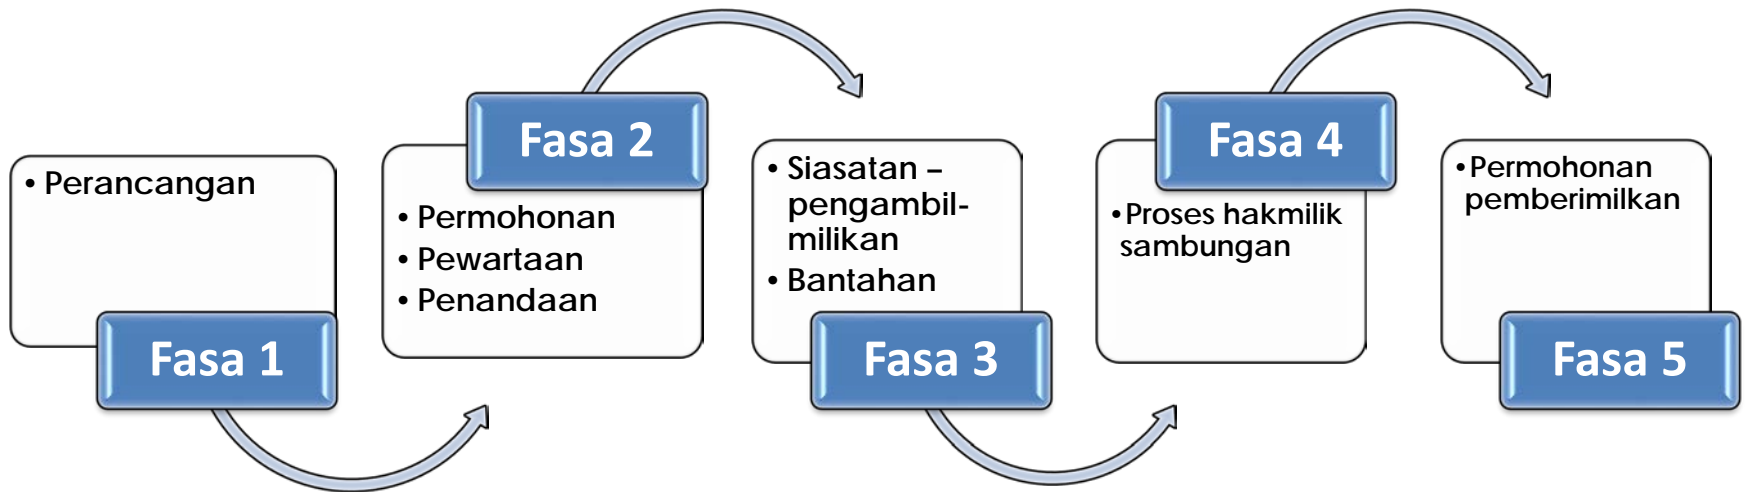 • Perancangan
Fasa 1
Fasa 2
• Permohonan
• Pewartaan
• Penandaan
• Siasatan –
pengambil-
milikan
• Bantahan
Fasa 3
Fasa 4
• Proses hakmilik
sambungan
• Permohonan
pemberimilkan
Fasa 5